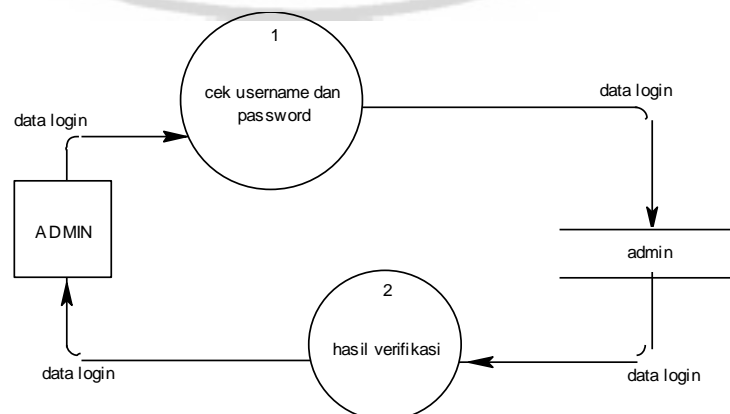 1
cek username dan
password
data login
data login
ADMIN
admin
2
hasil verifikasi
data login
data login